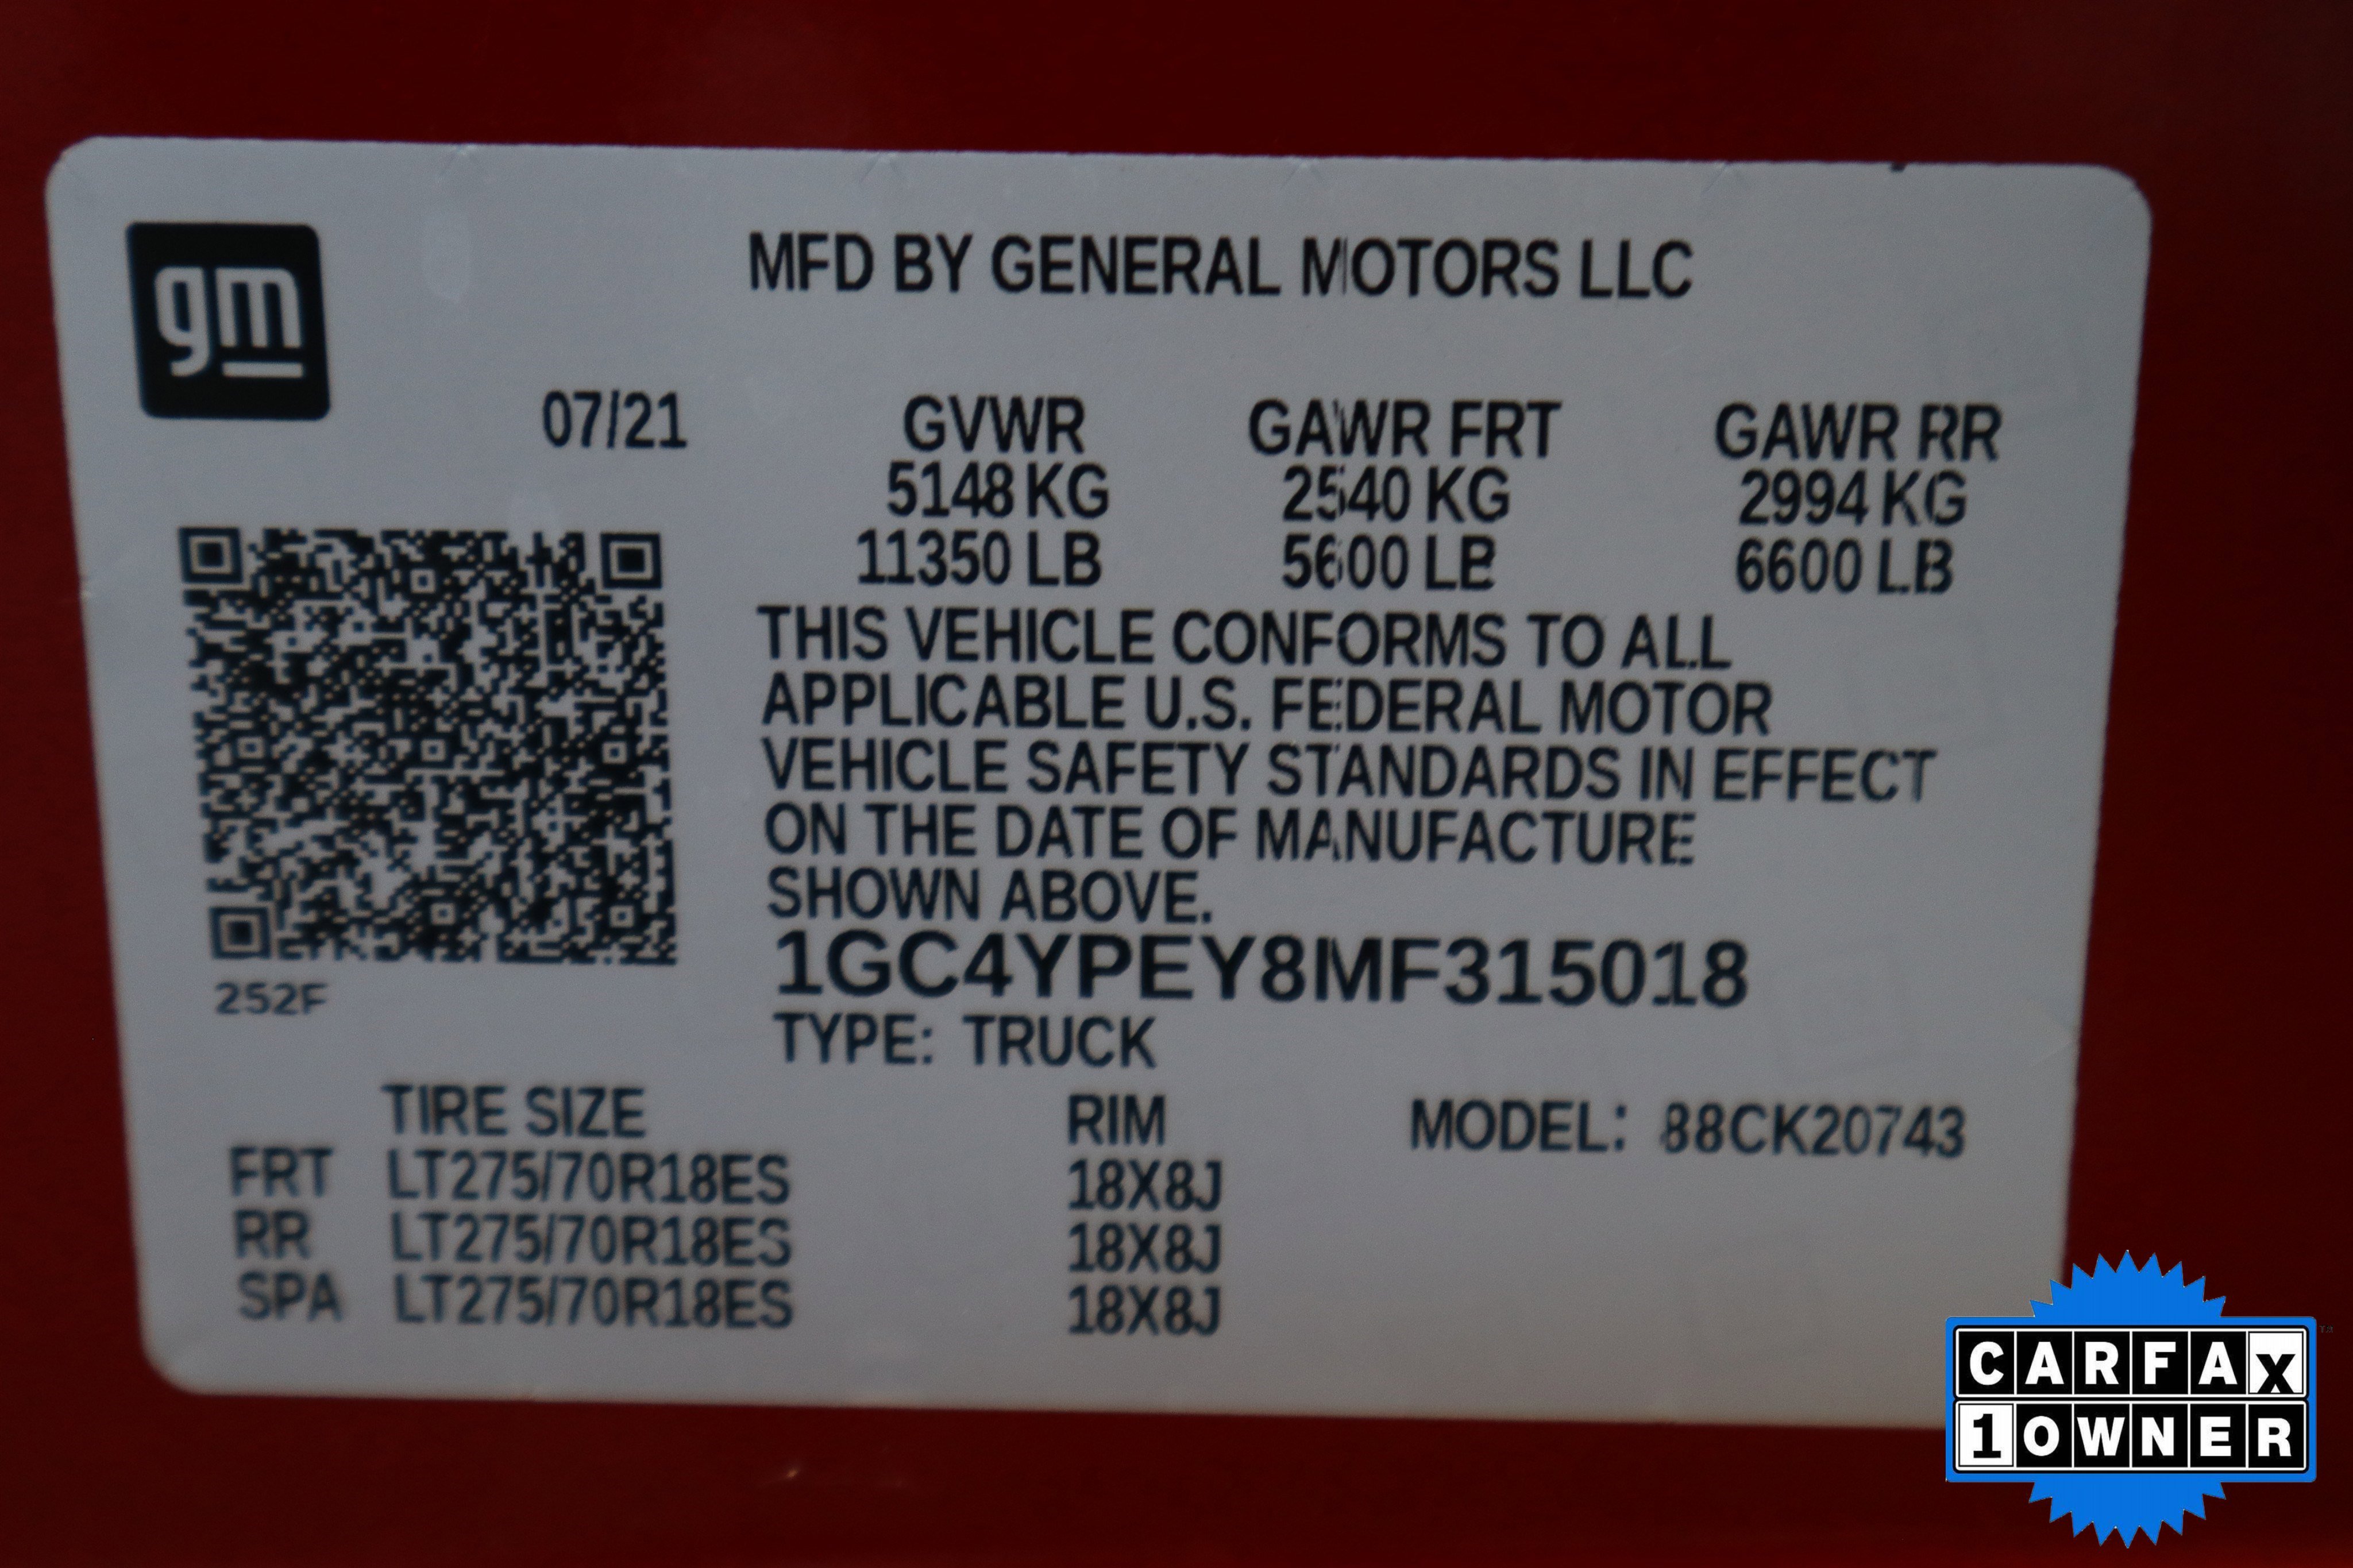 gm
MFD BY GENERAL MOTORS LLC
07/21 GVWR GAWR FRT GAWR RR
5148 KG 2540 KG 2994 KG
11350 LB 5600 LB 6600 LB
THIS VEHICLE CONFORMS TO ALL
APPLICABLE U.S. FEDERAL MOTOR
VEHICLE SAFETY STANDARDS IN EFFECT
ON THE DATE OF MANUFACTURE
SHOWN ABOVE.
1GC4YPEY8MF315018
252F
TYPE: TRUCK
TIRE SIZE RIM MODEL: 88CK20743
FRT LT275/70R18ES 18X8J
RR LT275/70R18ES 18X8J
SPA LT275/70R18ES 18X8J
CARFAX
1 OWNER